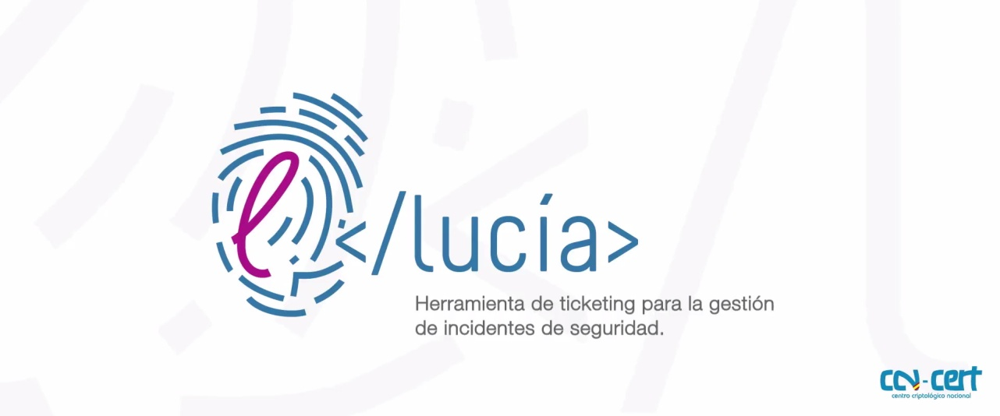 l
</lucía>
Herramienta de ticketing para la gestión
de incidentes de seguridad.
ccn-cert
centro criptológico nacional